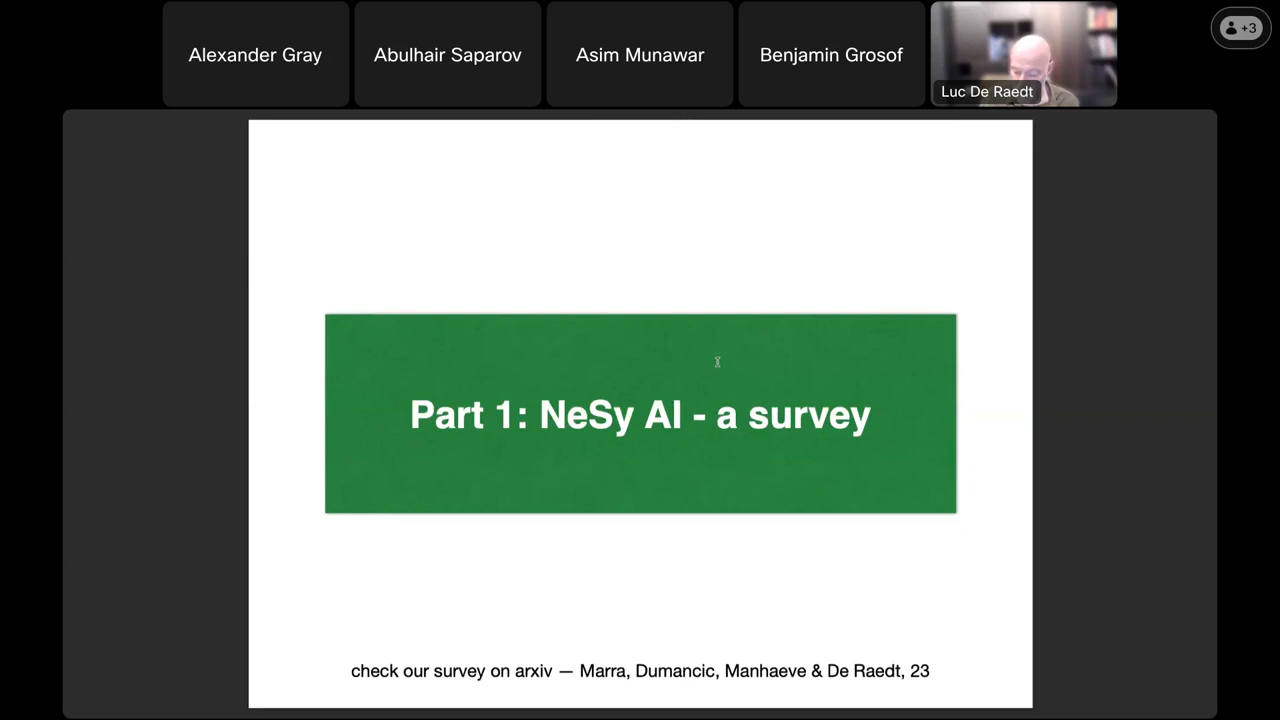 Alexander Gray
Abulhair Saparov
Asim Munawar
Benjamin Grosof
Luc De Raedt
+3
Part 1: NeSy AI - a survey
check our survey on arxiv — Marra, Dumancic, Manhaeve & De Raedt, 23